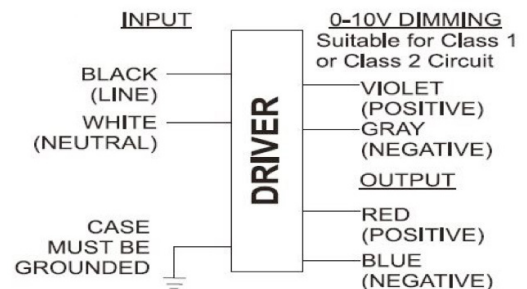 INPUT
BLACK
(LINE)
WHITE
(NEUTRAL)
CASE
MUST BE
GROUNDED
DRIVER
0-10V DIMMING
Suitable for Class 1
or Class 2 Circuit
VIOLET
(POSITIVE)
GRAY
(NEGATIVE)
OUTPUT
RED
(POSITIVE)
BLUE
(NEGATIVE)